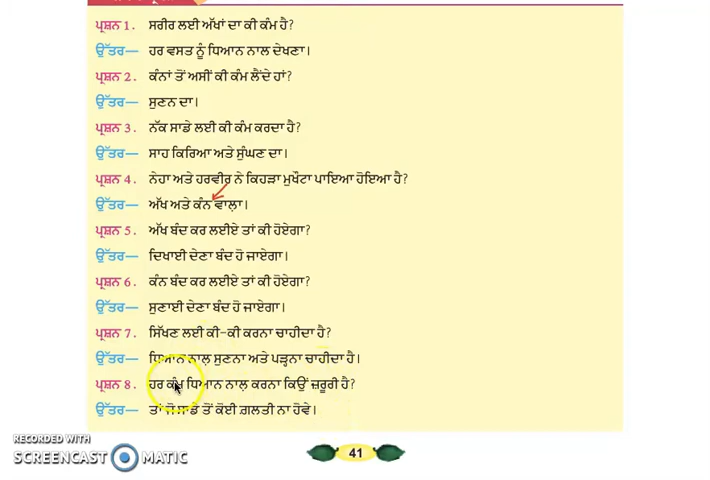 ਪ੍ਰਸ਼ਨ 1. ਸਰੀਰ ਲਈ ਅੱਖਾਂ ਦਾ ਕੀ ਕੰਮ ਹੈ?
ਉੱਤਰ— ਹਰ ਵਸਤ ਨੂੰ ਧਿਆਨ ਨਾਲ ਦੇਖਣਾ।
ਪ੍ਰਸ਼ਨ 2. ਕੰਨਾਂ ਤੋਂ ਅਸੀਂ ਕੀ ਕੰਮ ਲੈਂਦੇ ਹਾਂ?
ਉੱਤਰ— ਸੁਣਨ ਦਾ।
ਪ੍ਰਸ਼ਨ 3. ਨੱਕ ਸਾਡੇ ਲਈ ਕੀ ਕੰਮ ਕਰਦਾ ਹੈ?
ਉੱਤਰ— ਸਾਹ ਕਿਰਿਆ ਅਤੇ ਸੁੰਘਣ ਦਾ।
ਪ੍ਰਸ਼ਨ 4. ਨੇਹਾ ਅਤੇ ਹਰਵੀਰ ਨੇ ਕਿਹੜਾ ਮੁਖੌਟਾ ਪਾਇਆ ਹੋਇਆ ਹੈ?
ਉੱਤਰ— ਅੱਖ ਅਤੇ ਕੰਨ ਵਾਲਾ਼।
ਪ੍ਰਸ਼ਨ 5. ਅੱਖ ਬੰਦ ਕਰ ਲਈਏ ਤਾਂ ਕੀ ਹੋਏਗਾ?
ਉੱਤਰ— ਦਿਖਾਈ ਦੇਣਾ ਬੰਦ ਹੋ ਜਾਏਗਾ।
ਪ੍ਰਸ਼ਨ 6. ਕੰਨ ਬੰਦ ਕਰ ਲਈਏ ਤਾਂ ਕੀ ਹੋਏਗਾ?
ਉੱਤਰ— ਸੁਣਾਈ ਦੇਣਾ ਬੰਦ ਹੋ ਜਾਏਗਾ।
ਪ੍ਰਸ਼ਨ 7. ਸਿੱਖਣ ਲਈ ਕੀ-ਕੀ ਕਰਨਾ ਚਾਹੀਦਾ ਹੈ?
ਉੱਤਰ— ਧਿਆਨ ਨਾਲ਼ ਸੁਣਨਾ ਅਤੇ ਪੜ੍ਹਨਾ ਚਾਹੀਦਾ ਹੈ।
ਪ੍ਰਸ਼ਨ 8. ਹਰ ਕੰਮ ਧਿਆਨ ਨਾਲ਼ ਕਰਨਾ ਕਿਉਂ ਜ਼ਰੂਰੀ ਹੈ?
ਉੱਤਰ— ਤਾਂ ਜੋ ਸਾਡੇ ਤੋਂ ਕੋਈ ਗ਼ਲਤੀ ਨਾ ਹੋਵੇ।
41
RECORDED WITH
SCREENCAST MATIC